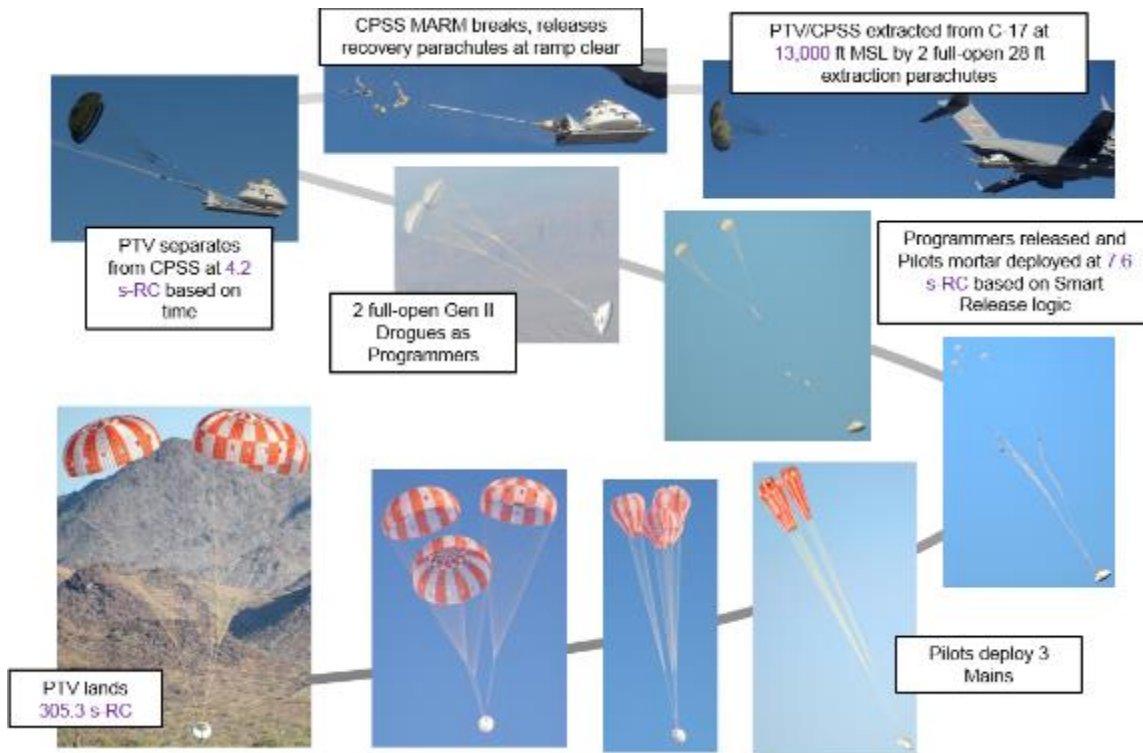 CPSS MARM breaks, releases
recovery parachutes at ramp clear
PTV/CPSS extracted from C-17 at
13,000 ft MSL by 2 full-open 28 ft
extraction parachutes
PTV separates
from CPSS at 4.2
s-RC based on
time
2 full-open Gen II
Drogues as
Programmers
Programmers released and
Pilots mortar deployed at 7.6
s-RC based on Smart
Release logic
Pilots deploy 3
Mains
PTV lands
305.3 s-RC